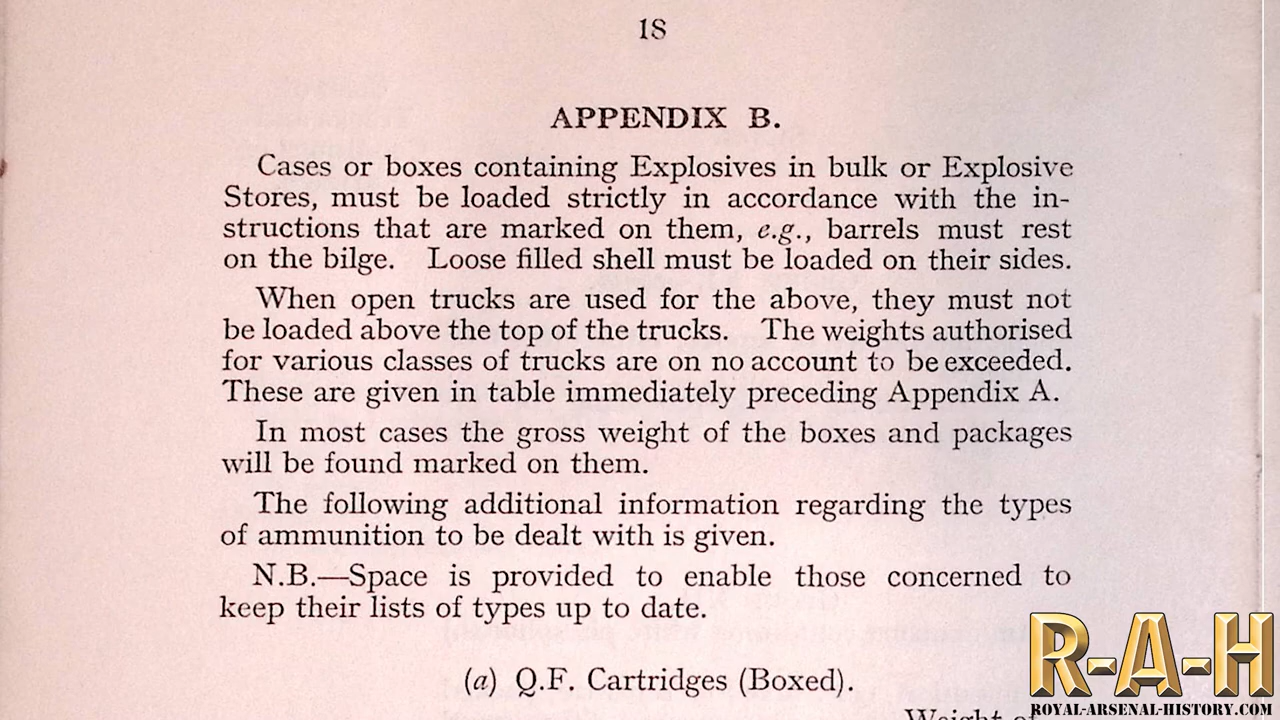 18
APPENDIX B.
Cases or boxes containing Explosives in bulk or Explosive
Stores, must be loaded strictly in accordance with the in-
structions that are marked on them, e.g., barrels must rest
on the bilge. Loose filled shell must be loaded on their sides.
When open trucks are used for the above, they must not
be loaded above the top of the trucks. The weights authorised
for various classes of trucks are on no account to be exceeded.
These are given in table immediately preceding Appendix A.
In most cases the gross weight of the boxes and packages
will be found marked on them.
The following additional information regarding the types
of ammunition to be dealt with is given.
N.B.—Space is provided to enable those concerned to
keep their lists of types up to date.
(a) Q.F. Cartridges (Boxed).
Weight of
R-A-H
ROYAL-ARSENAL-HISTORY.COM